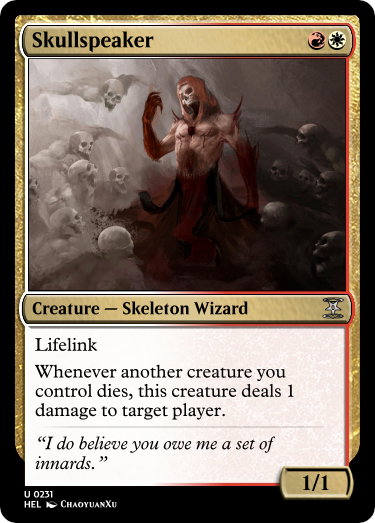 Skullspeaker
Creature — Skeleton Wizard
Lifelink
Whenever another creature you
control dies, this creature deals 1
damage to target player.
“I do believe you owe me a set of
innards.”
1/1
U 0231
HEL ChaoyuanXu